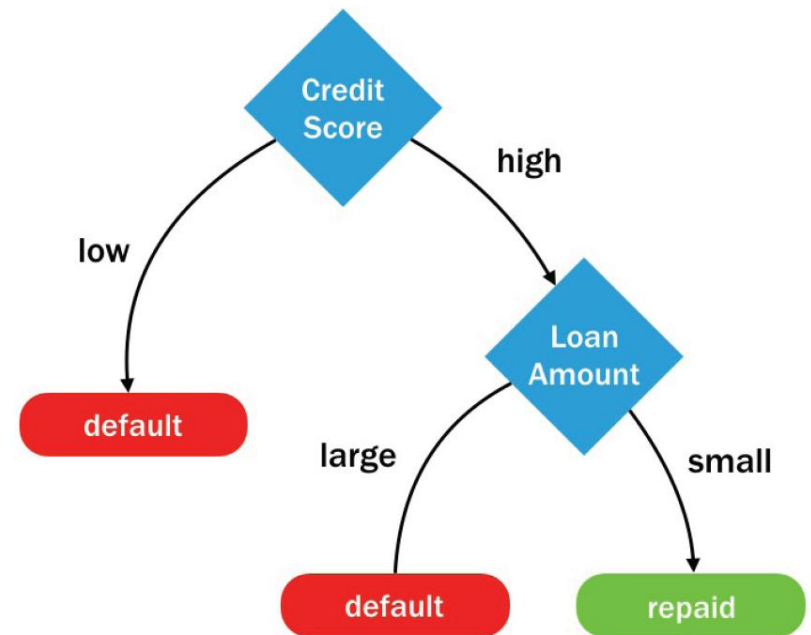 Credit
Score
high
low
Loan
Amount
default
large
small
default
repaid